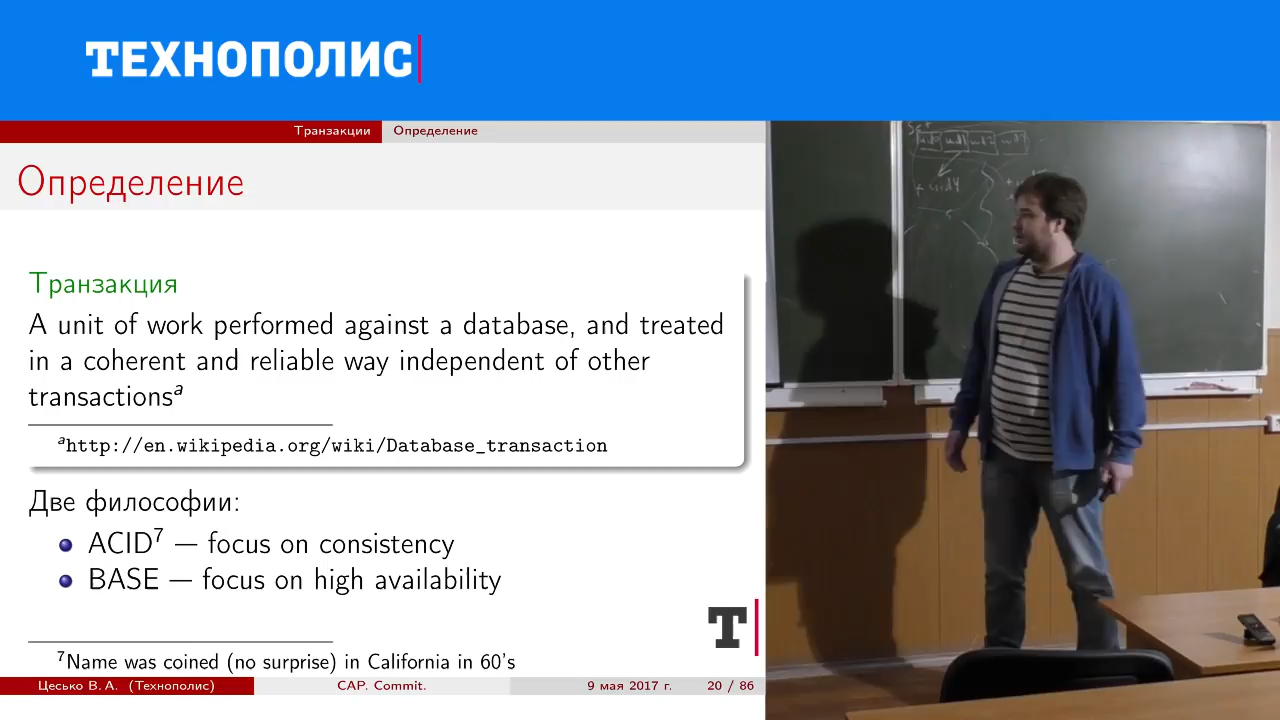 ТЕХНОПОЛИС
Транзакции Определение
Определение
Транзакция
A unit of work performed against a database, and treated
in a coherent and reliable way independent of other
transactionsᵃ
ᵃhttp://en.wikipedia.org/wiki/Database_transaction
Две философии:
ACID⁷ — focus on consistency
BASE — focus on high availability
⁷Name was coined (no surprise) in California in 60's
T
Цесько В. А. (Технополис) CAP. Commit. 9 мая 2017 г. 20 / 86